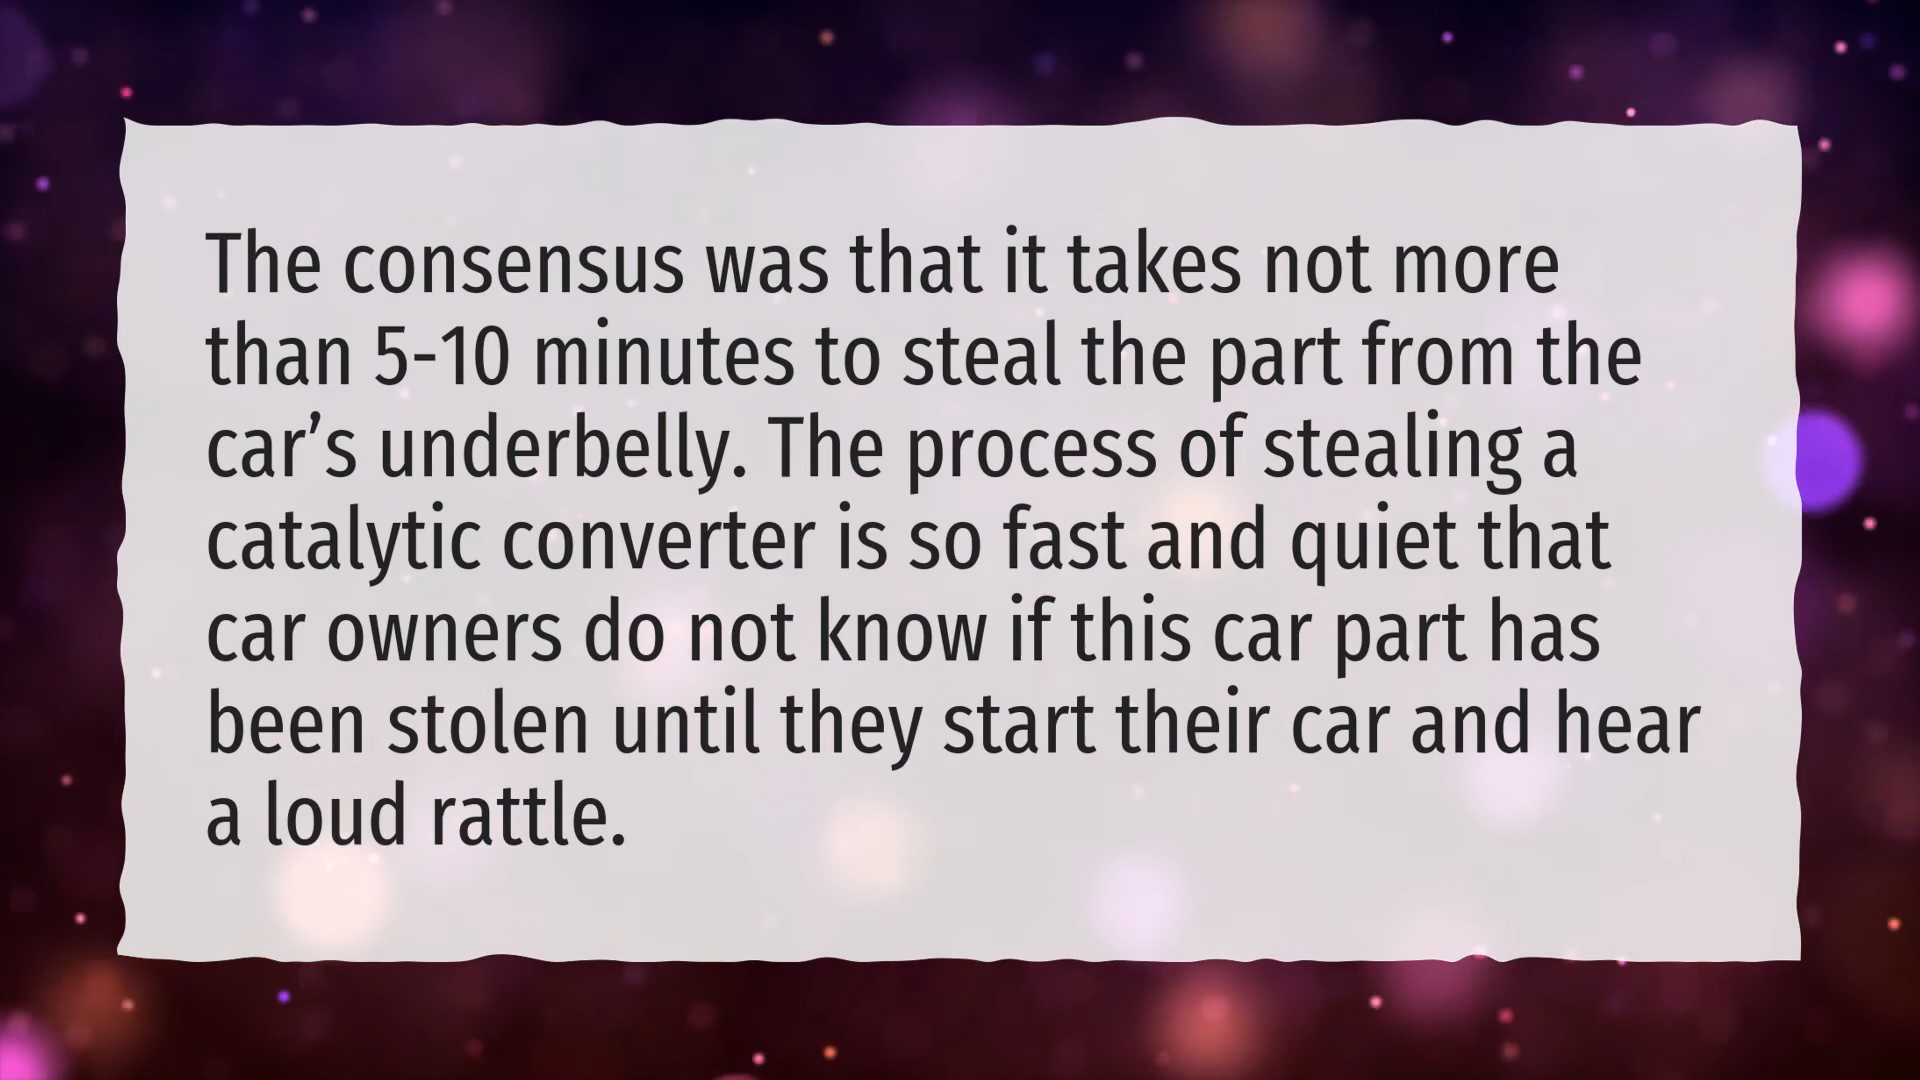 The consensus was that it takes not more
than 5-10 minutes to steal the part from the
car’s underbelly. The process of stealing a
catalytic converter is so fast and quiet that
car owners do not know if this car part has
been stolen until they start their car and hear
a loud rattle.